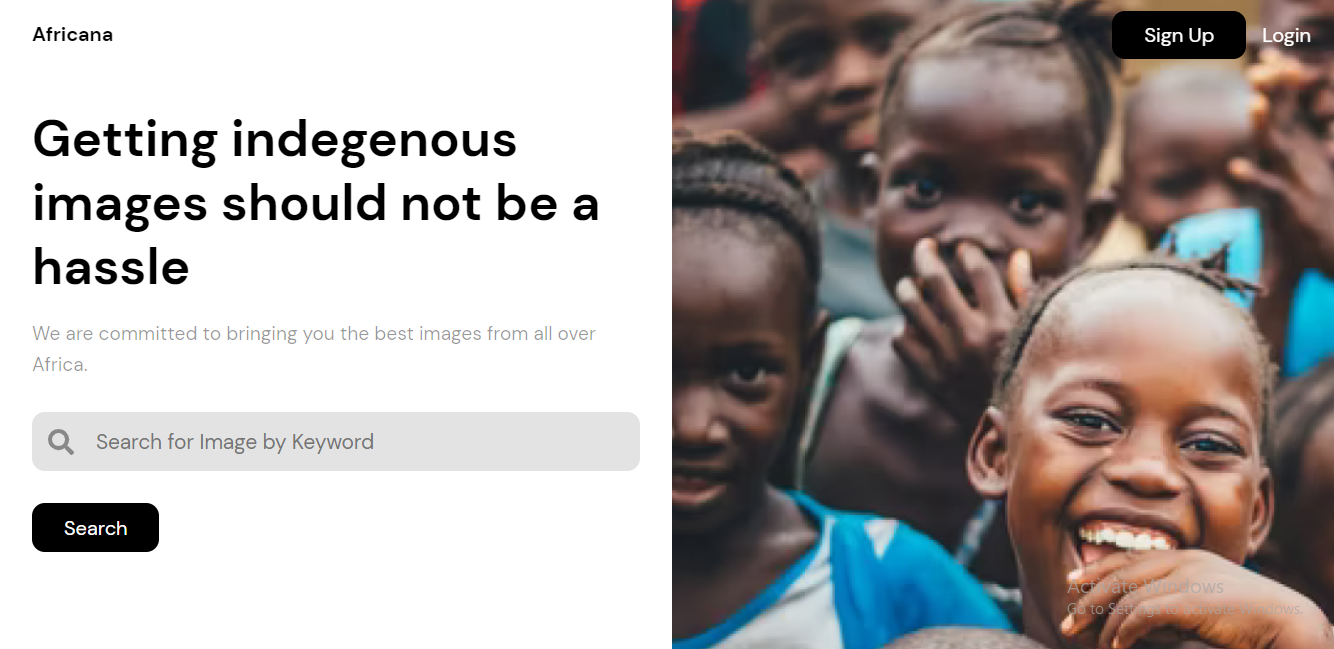 Africana
Sign Up
Login
Getting indegenous
images should not be a
hassle
We are committed to bringing you the best images from all over
Africa.
Search for Image by Keyword
Search
Activate Windows
Go to Settings to activate Windows.